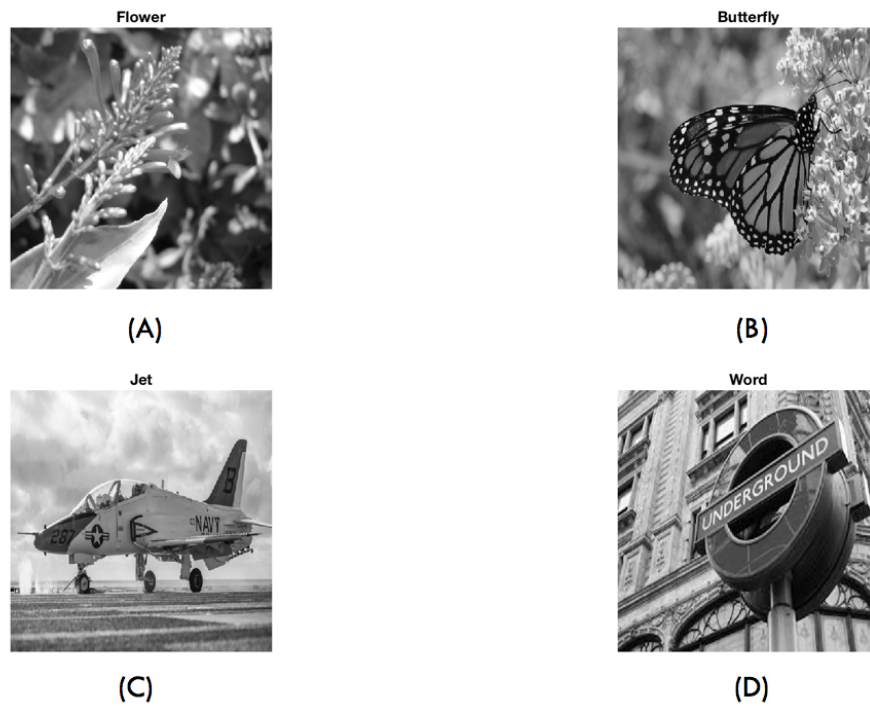 Flower
Butterfly
(A)
(B)
Jet
Word
B
NAVY
287
UNDERGROUND
(C)
(D)